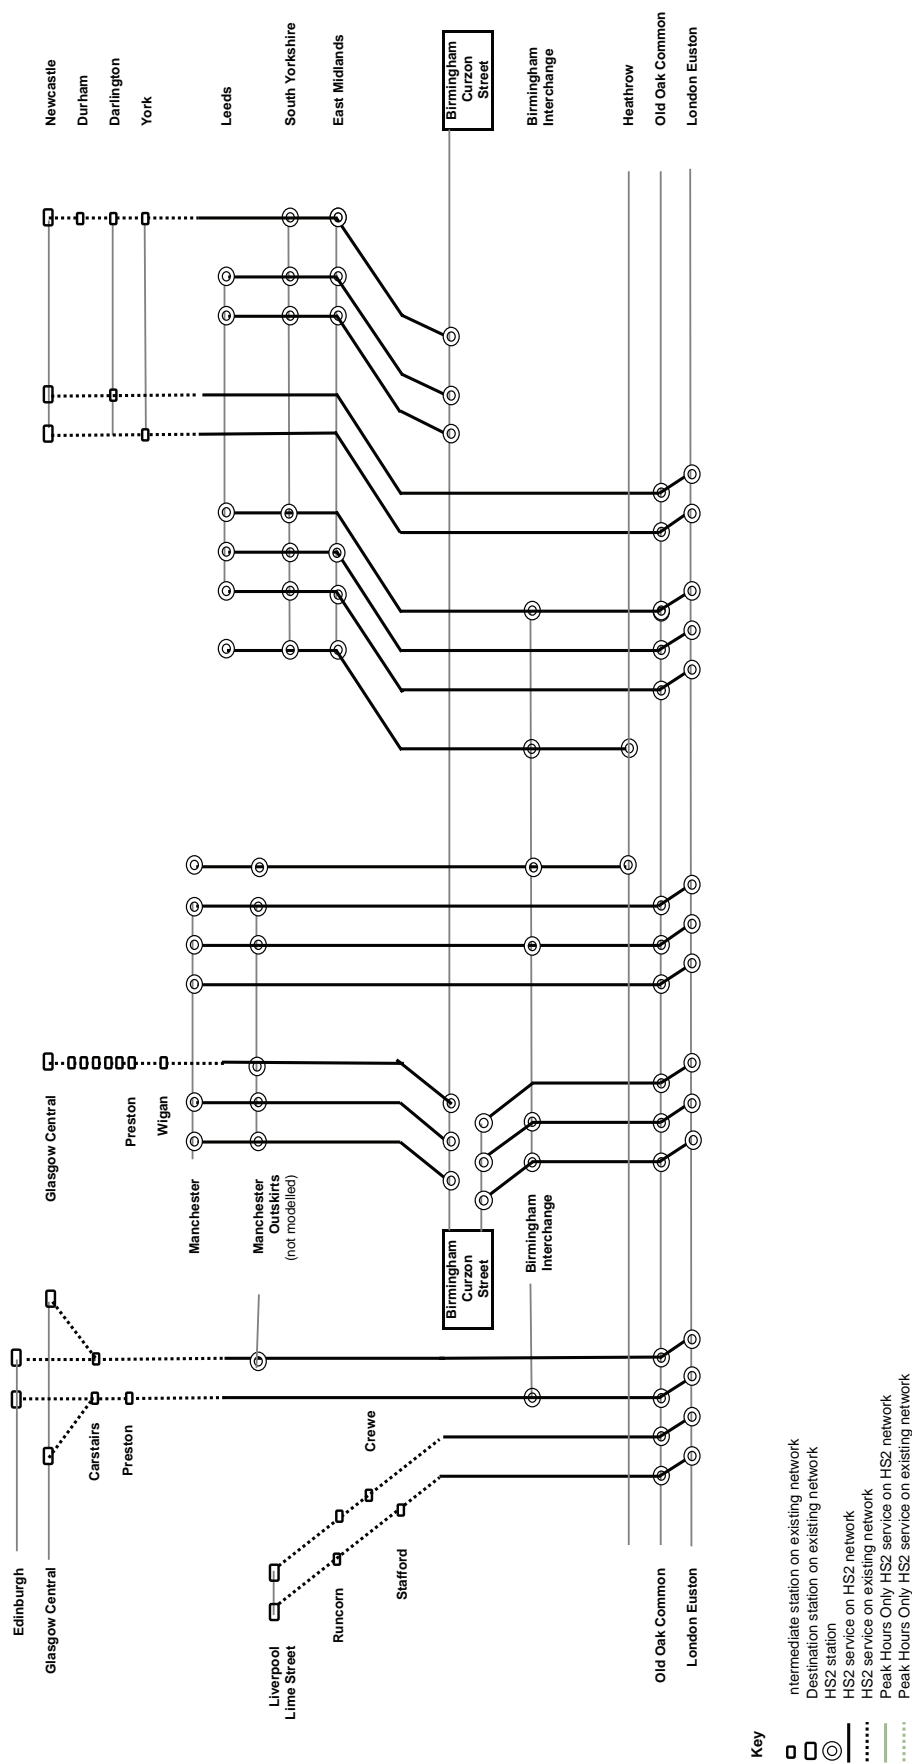 Newcastle
Durham
Darlington
York
Leeds
South Yorkshire
East Midlands
Birmingham
Curzon
Street
Birmingham
Interchange
Heathrow
Old Oak Common
London Euston
Glasgow Central
Preston
Wigan
Manchester
Manchester
Outskirts
(not modelled)
Birmingham
Curzon
Street
Birmingham
Interchange
Carstairs
Preston
Crewe
Edinburgh
Glasgow Central
Liverpool
Lime Street
Runcorn
Stafford
Old Oak Common
London Euston
Key
ntermediate station on existing network
Destination station on existing network
HS2 station
HS2 service on HS2 network
HS2 service on existing network
Peak Hours Only HS2 service on HS2 network
Peak Hours Only HS2 service on existing network